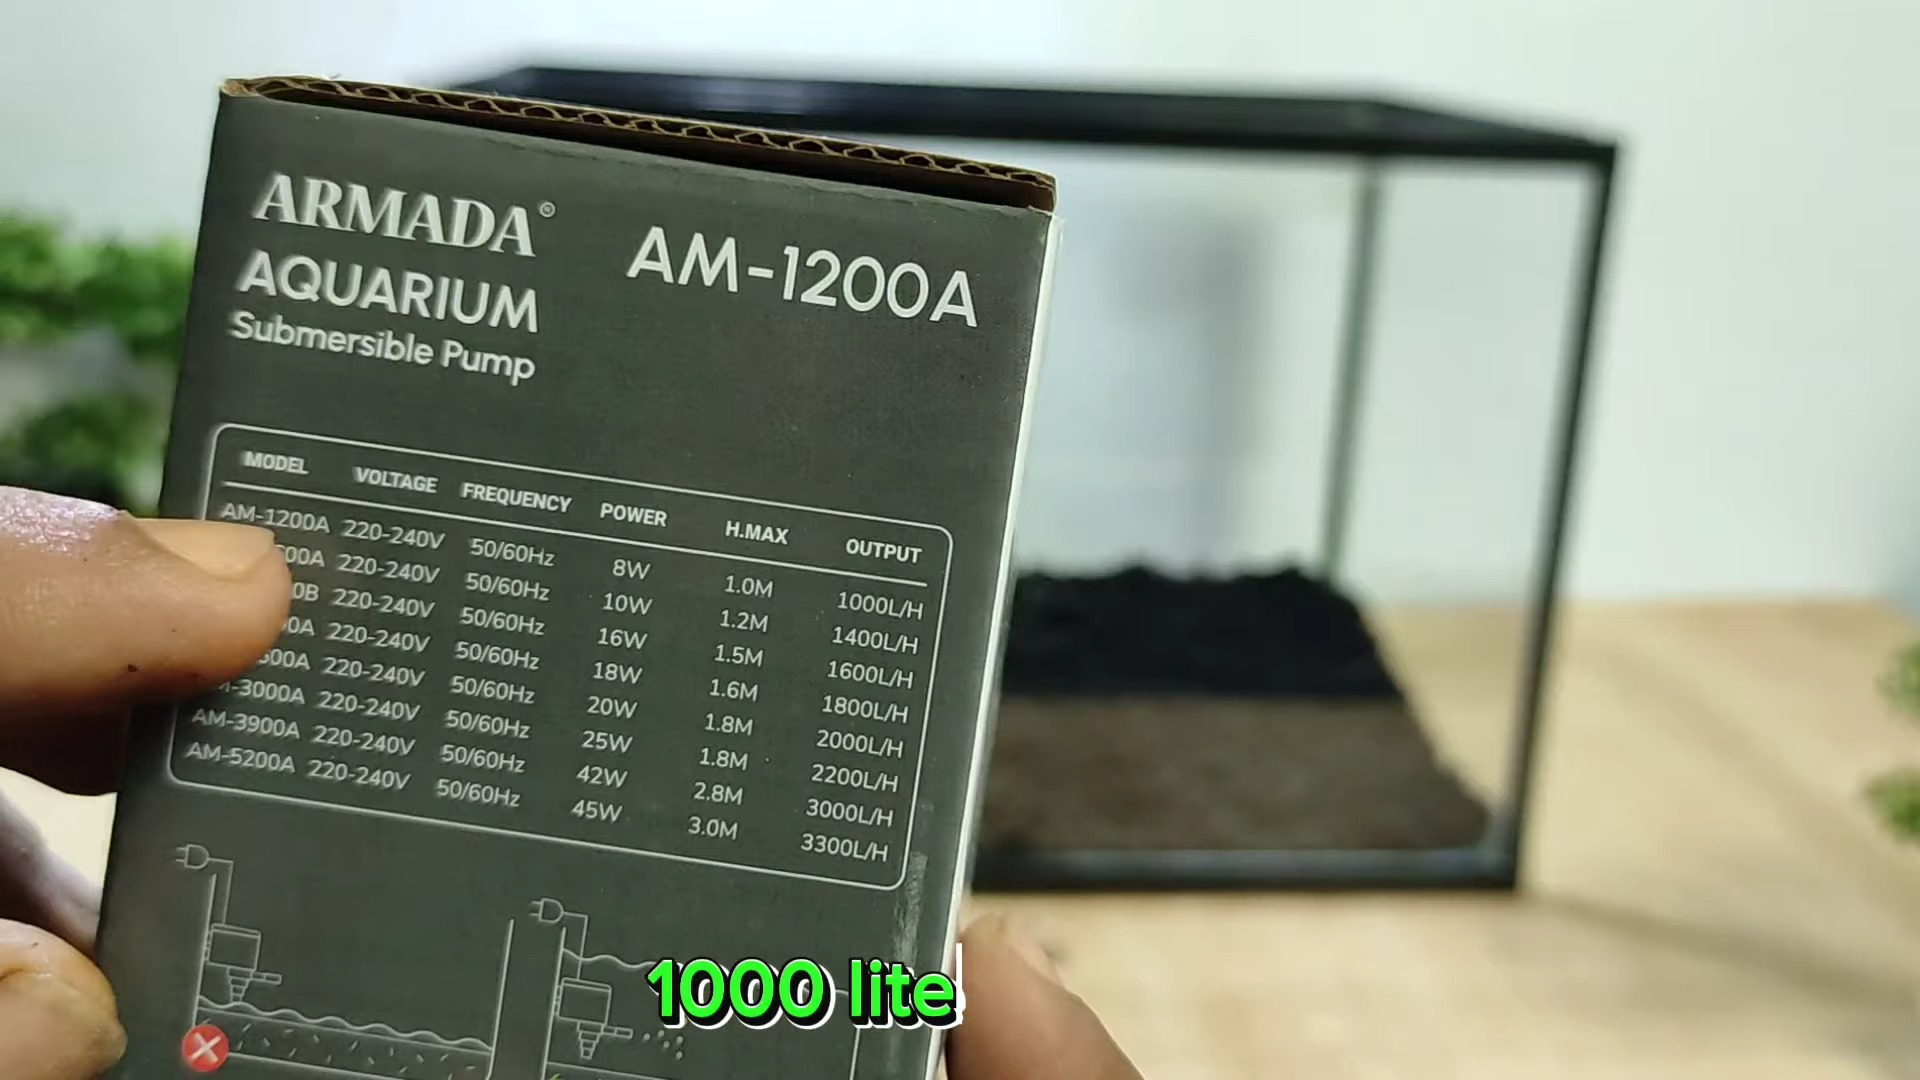 ARMADA®
AM-1200A
AQUARIUM
Submersible Pump
MODEL VOLTAGE FREQUENCY POWER H.MAX OUTPUT
AM-1200A 220-240V 50/60Hz 8W 1.0M 1000L/H
220-240V 50/60Hz 10W 1.2M 1400L/H
220-240V 50/60Hz 16W 1.5M 1600L/H
220-240V 50/60Hz 18W 1.6M 1800L/H
220-240V 50/60Hz 20W 1.8M 2000L/H
AM-3000A 220-240V 50/60Hz 25W 1.8M 2200L/H
AM-3900A 220-240V 50/60Hz 42W 2.8M 3000L/H
AM-5200A 220-240V 50/60Hz 45W 3.0M 3300L/H
1000 lite